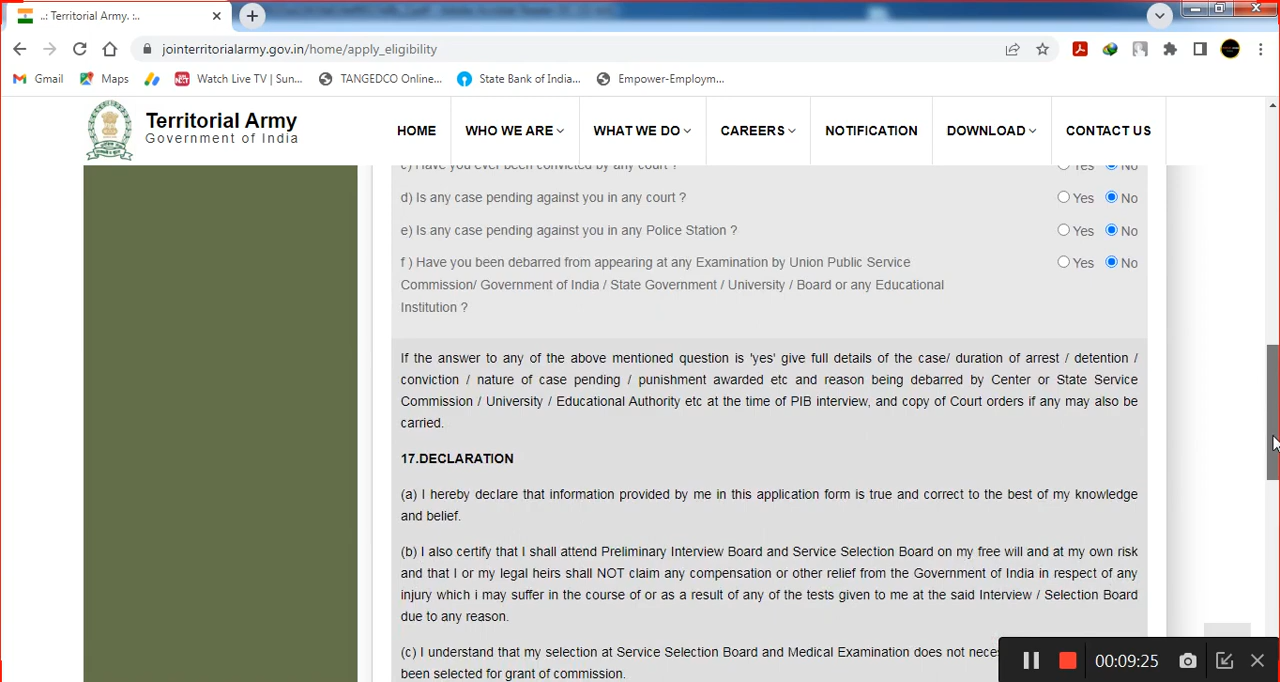 ..: Territorial Army. :..
jointerritorialarmy.gov.in/home/apply_eligibility
Gmail Maps Watch Live TV | Sun... TANGEDCO Online... State Bank of India... Empower-Employm...
Territorial Army
Government of India
HOME WHO WE ARE WHAT WE DO CAREERS NOTIFICATION DOWNLOAD CONTACT US
c) Have you ever been convicted by any court ? Yes No
d) Is any case pending against you in any court ? Yes No
e) Is any case pending against you in any Police Station ? Yes No
f ) Have you been debarred from appearing at any Examination by Union Public Service Yes No
Commission/ Government of India / State Government / University / Board or any Educational
Institution ?
If the answer to any of the above mentioned question is 'yes' give full details of the case/ duration of arrest / detention /
conviction / nature of case pending / punishment awarded etc and reason being debarred by Center or State Service
Commission / University / Educational Authority etc at the time of PIB interview, and copy of Court orders if any may also be
carried.
17.DECLARATION
(a) I hereby declare that information provided by me in this application form is true and correct to the best of my knowledge
and belief.
(b) I also certify that I shall attend Preliminary Interview Board and Service Selection Board on my free will and at my own risk
and that I or my legal heirs shall NOT claim any compensation or other relief from the Government of India in respect of any
injury which i may suffer in the course of or as a result of any of the tests given to me at the said Interview / Selection Board
due to any reason.
(c) I understand that my selection at Service Selection Board and Medical Examination does not nece
been selected for grant of commission.
00:09:25